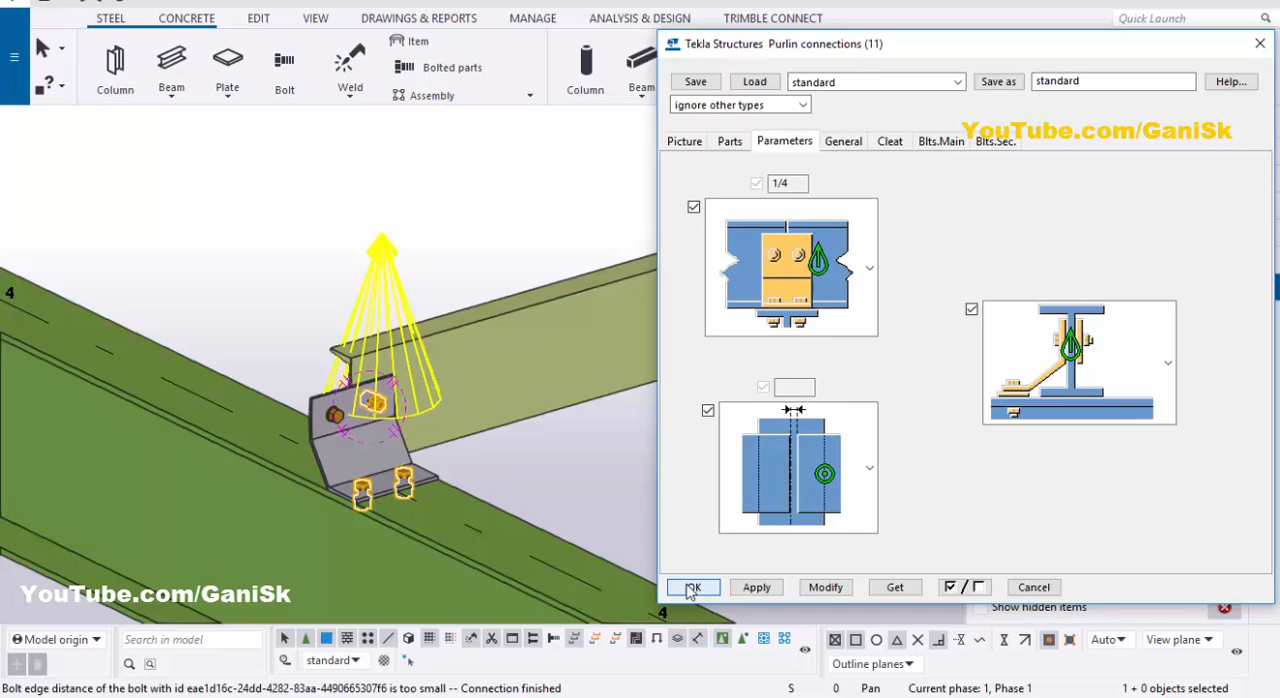 STEEL CONCRETE EDIT VIEW DRAWINGS & REPORTS MANAGE ANALYSIS & DESIGN TRIMBLE CONNECT Quick Launch
Item
Bolted parts
Assembly
Column Beam Plate Bolt Weld Column Beam
Tekla Structures Purlin connections (11)
Save Load standard Save as standard Help...
ignore other types
YouTube.com/GaniSk
Picture Parts Parameters General Cleat Blts.Main Blts.Sec.
1/4
4
YouTube.com/GaniSk
OK Apply Modify Get / Cancel
4
Show hidden items
Model origin Search in model
Auto View plane
standard
Outline planes
Bolt edge distance of the bolt with id eae1d16c-24dd-4282-83aa-4490665307f6 is too small -- Connection finished S 0 Pan Current phase: 1, Phase 1 1 + 0 objects selected